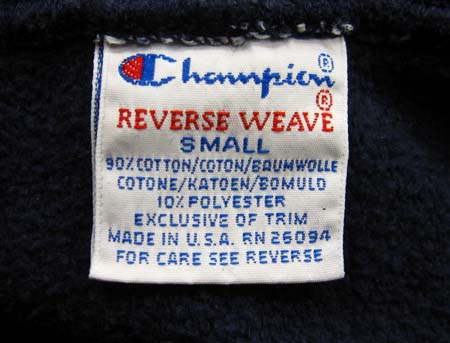 Champion®
REVERSE WEAVE®
SMALL
90% COTTON/COTON/BAUMWOLLE
COTONE/KATOEN/BOMULD
10% POLYESTER
EXCLUSIVE OF TRIM
MADE IN U.S.A. RN 26094
FOR CARE SEE REVERSE